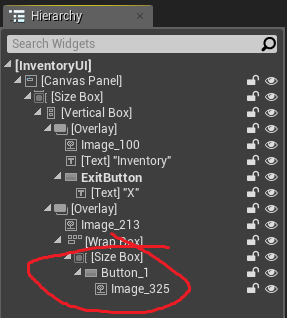 Hierarchy
Search Widgets
[InventoryUI]
[Canvas Panel]
[Size Box]
[Vertical Box]
[Overlay]
Image_100
[Text] "Inventory"
ExitButton
[Text] "X"
[Overlay]
Image_213
[Wrap Box]
[Size Box]
Button_1
Image_325